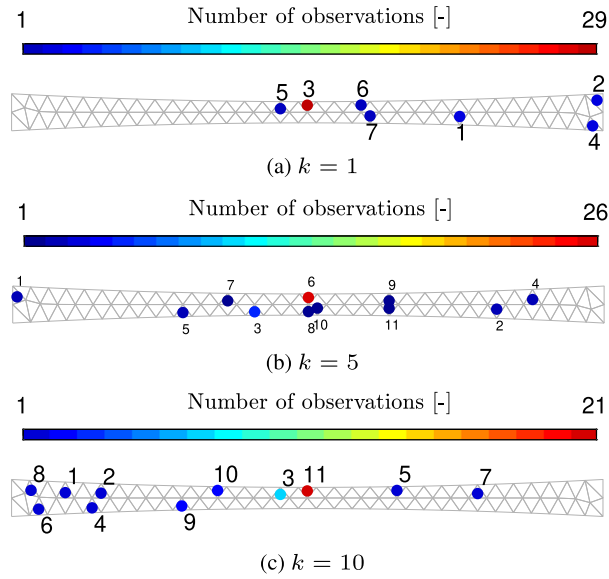 1 Number of observations [-] 29
5 3 6 2
7 1 4
(a) k = 1
1 Number of observations [-] 26
1 7 6 9 4
5 3 8 10 11 2
(b) k = 5
1 Number of observations [-] 21
8 1 2 10 3 11 5 7
6 4 9
(c) k = 10